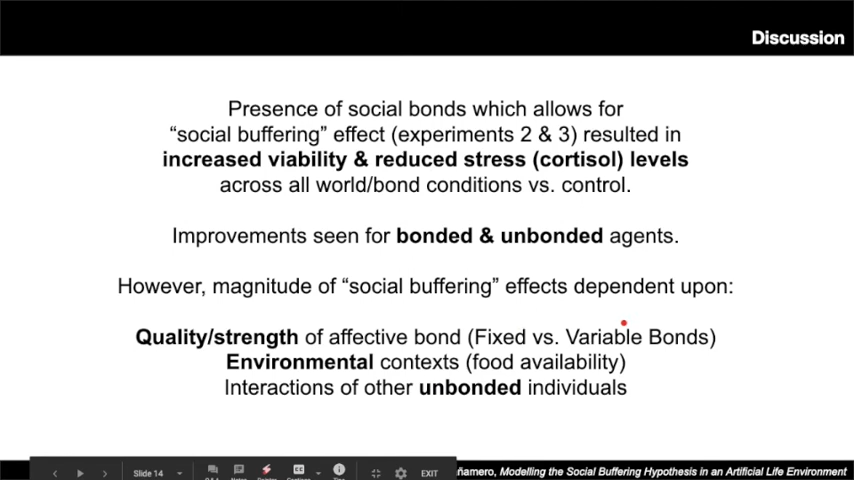 Discussion
Presence of social bonds which allows for
“social buffering” effect (experiments 2 & 3) resulted in
increased viability & reduced stress (cortisol) levels
across all world/bond conditions vs. control.
Improvements seen for bonded & unbonded agents.
However, magnitude of “social buffering” effects dependent upon:
Quality/strength of affective bond (Fixed vs. Variable Bonds)
Environmental contexts (food availability)
Interactions of other unbonded individuals
Slide 14
EXIT
ñamero, Modelling the Social Buffering Hypothesis in an Artificial Life Environment